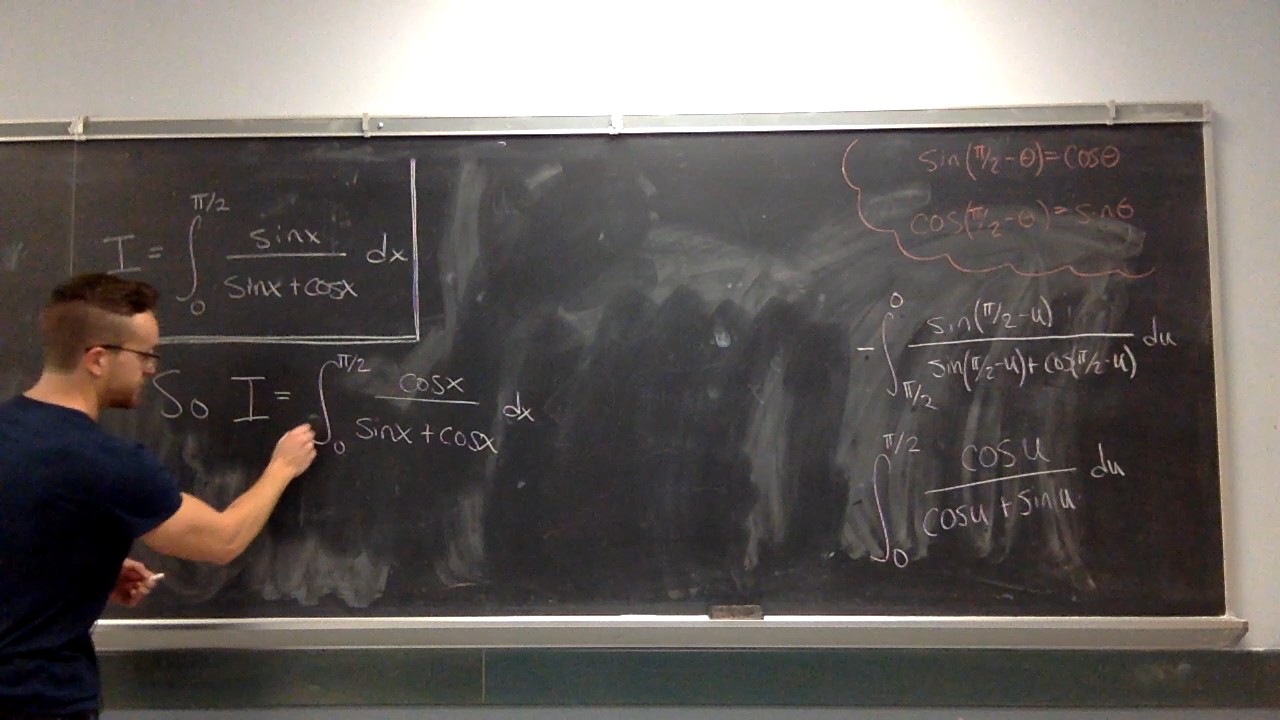 I = ∫₀^{π/2} sinx / (sinx+cosx) dx
So I = ∫₀^{π/2} cosx / (sinx+cosx) dx
sin(π/2-θ)=cosθ
cos(π/2-θ)=sinθ
-∫_{π/2}^0 sin(π/2-u) / (sin(π/2-u)+cos(π/2-u)) du
∫₀^{π/2} cosu / (cosu+sinu) du